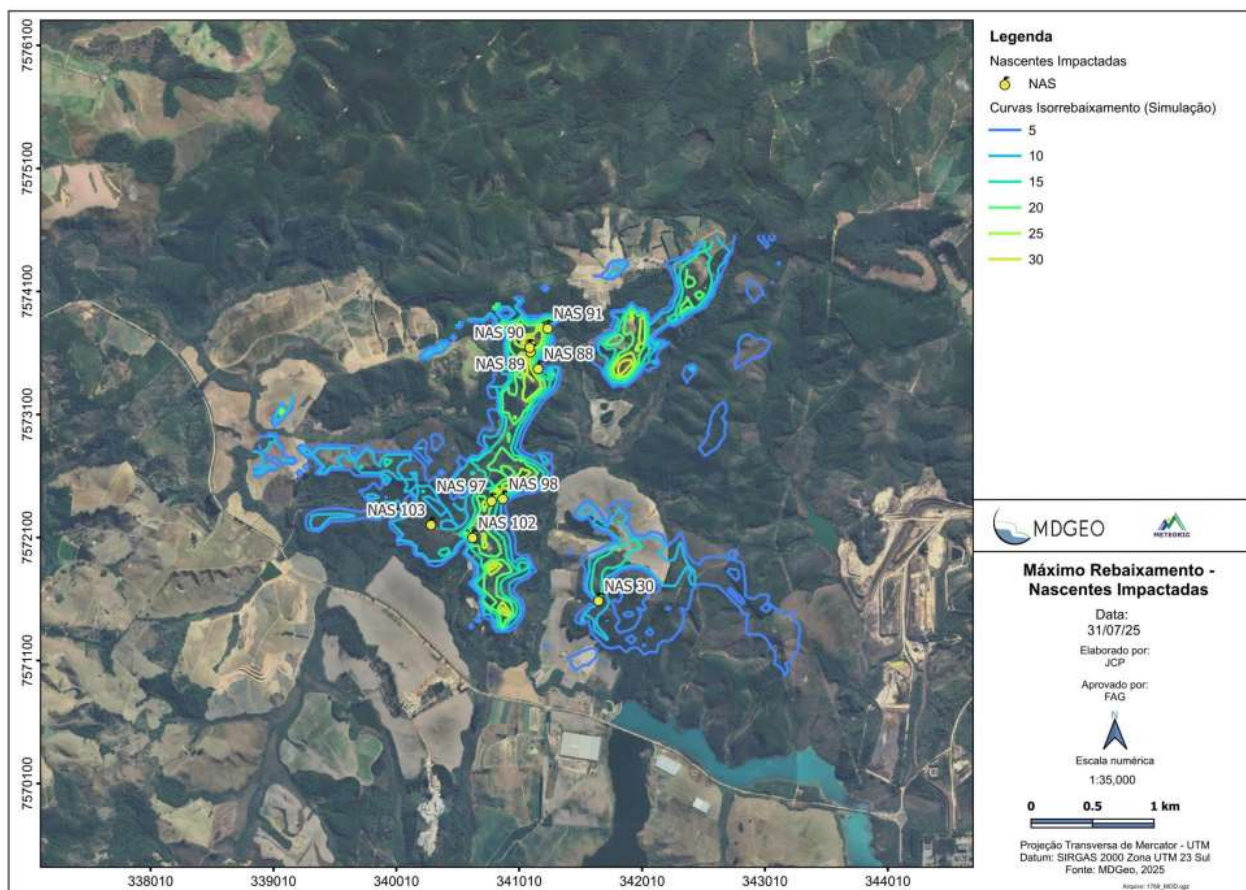 7576100
7575100
7574100
7573100
7572100
7571100
7570100
338010
339010
340010
341010
342010
343010
344010
NAS 91
NAS 90
NAS 88
NAS 89
NAS 97
NAS 98
NAS 103
NAS 102
NAS 30
Legenda
Nascentes Impactadas
NAS
Curvas Isorrebaixamento (Simulação)
5
10
15
20
25
30
MDGEO
METEORIC
Máximo Rebaixamento -
Nascentes Impactadas
Data:
31/07/25
Elaborado por:
JCP
Aprovado por:
FAG
N
Escala numérica
1:35,000
0 0.5 1 km
Projeção Transversa de Mercator - UTM
Datum: SIRGAS 2000 Zona UTM 23 Sul
Fonte: MDGeo, 2025